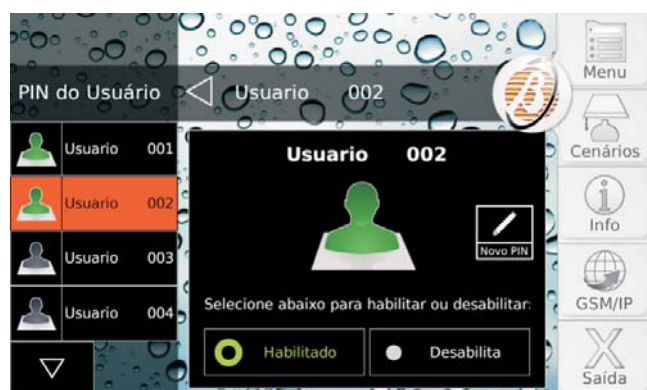 PIN do Usuário
Usuario 002
Usuario 001
Usuario 002
Usuario 003
Usuario 004
Usuario 002
Novo PIN
Selecione abaixo para habilitar ou desabilitar:
Habilitado
Desabilita
Menu
Cenários
Info
GSM/IP
Saída